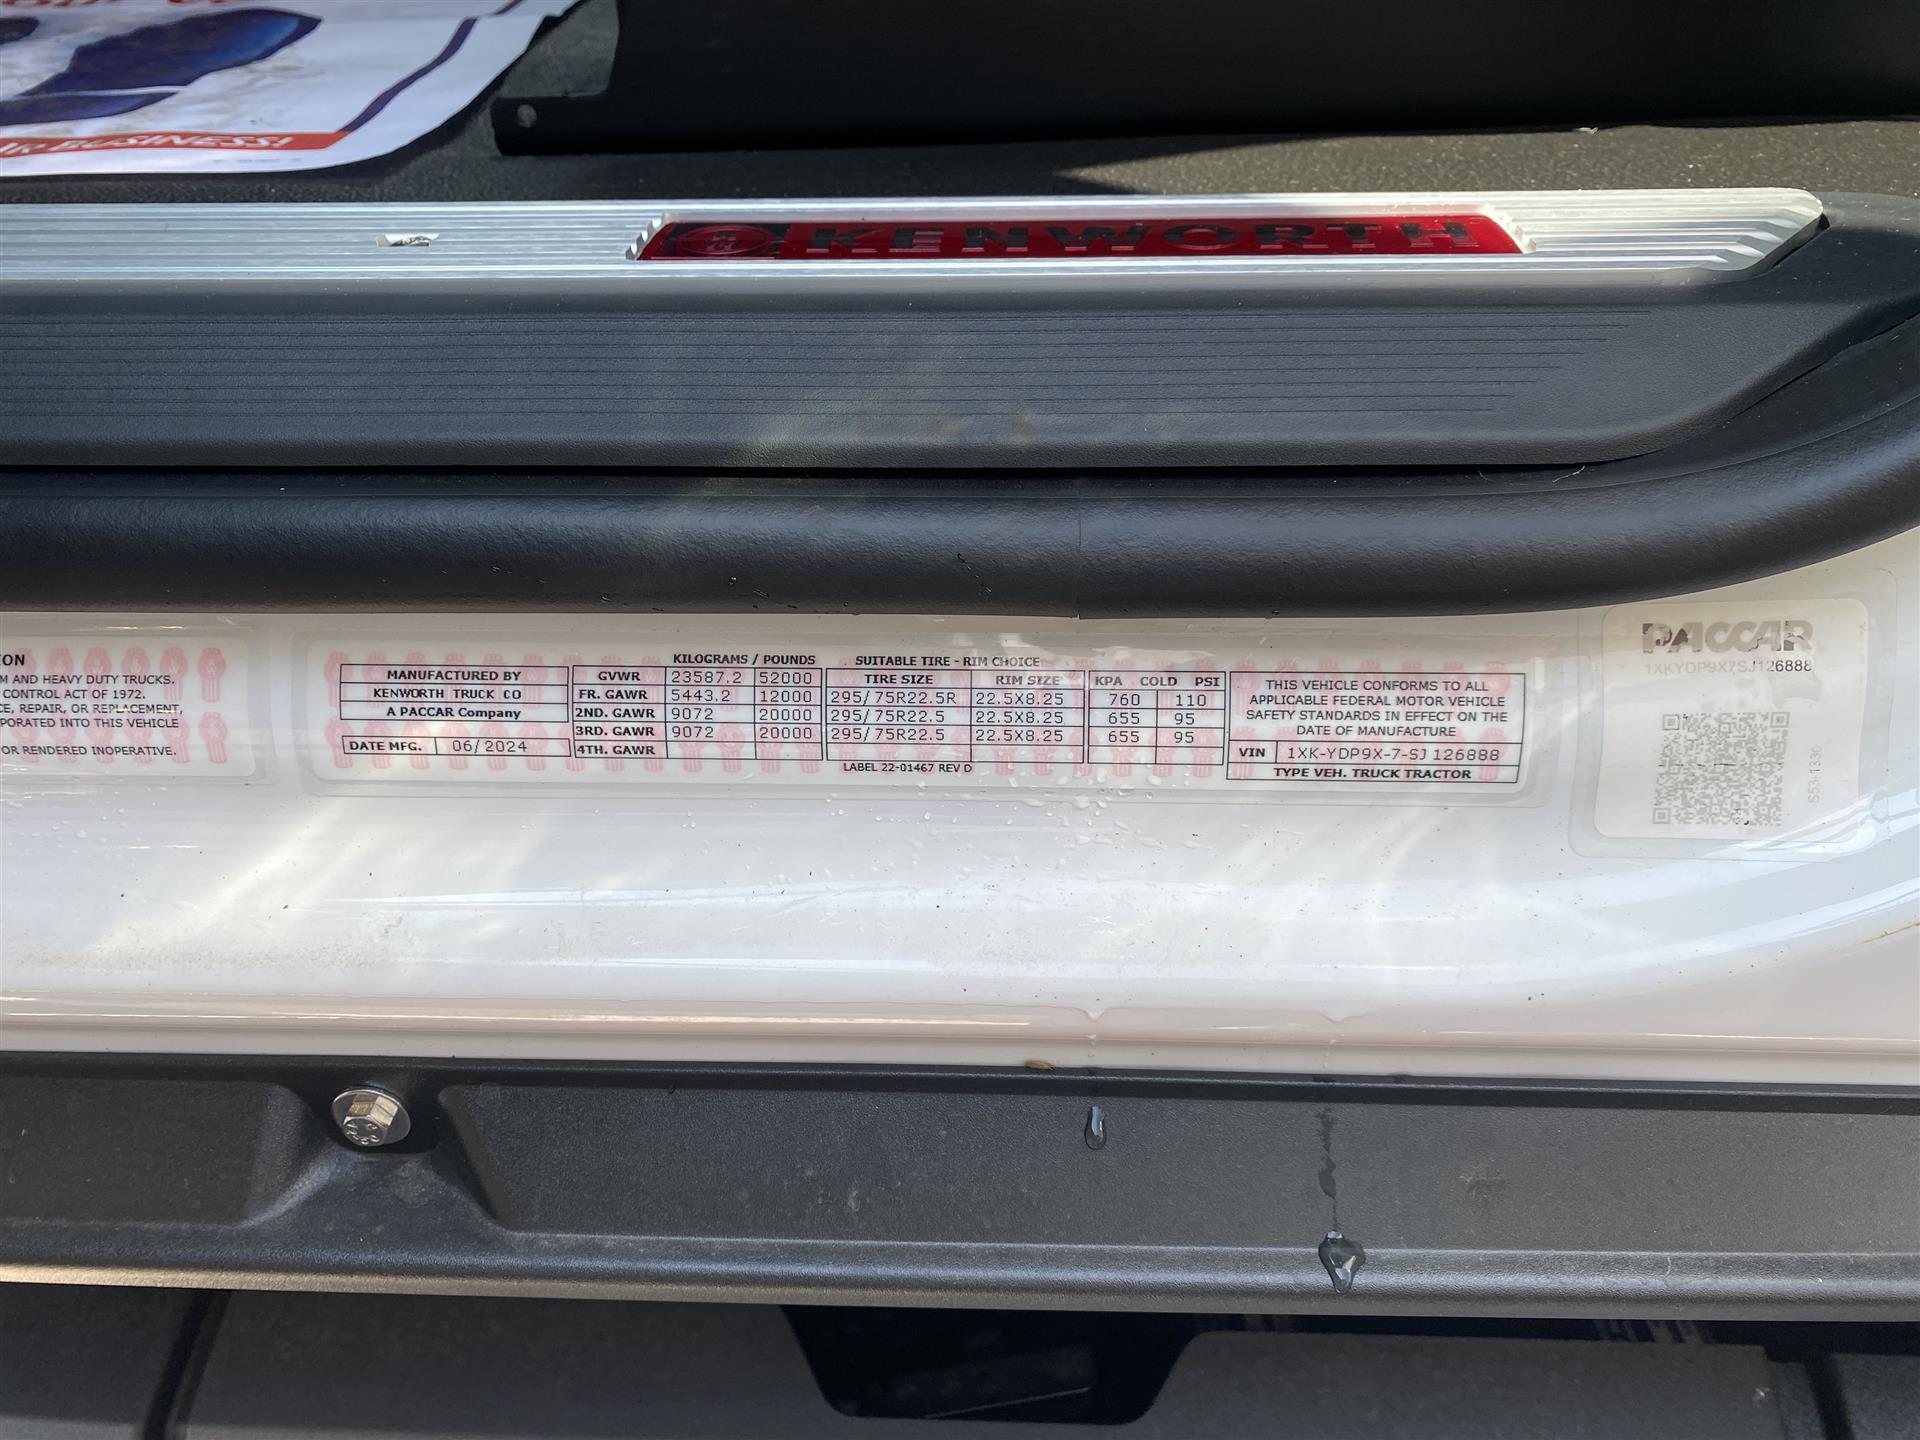 R BUSINESS!
KENWORTH
ION
M AND HEAVY DUTY TRUCKS.
CONTROL ACT OF 1972.
CE, REPAIR, OR REPLACEMENT,
PORATED INTO THIS VEHICLE
OR RENDERED INOPERATIVE.
MANUFACTURED BY
KENWORTH TRUCK CO
A PACCAR Company
DATE MFG. 06/2024
KILOGRAMS / POUNDS
GVWR 23587.2 52000
FR. GAWR 5443.2 12000
2ND. GAWR 9072 20000
3RD. GAWR 9072 20000
4TH. GAWR
SUITABLE TIRE - RIM CHOICE
TIRE SIZE RIM SIZE KPA COLD PSI
295/75R22.5R 22.5X8.25 760 110
295/75R22.5 22.5X8.25 655 95
295/75R22.5 22.5X8.25 655 95
LABEL 22-01467 REV D
THIS VEHICLE CONFORMS TO ALL
APPLICABLE FEDERAL MOTOR VEHICLE
SAFETY STANDARDS IN EFFECT ON THE
DATE OF MANUFACTURE
VIN 1XK-YDP9X-7-SJ 126888
TYPE VEH. TRUCK TRACTOR
PACCAR
1XKYDP9X7SJ126888
S53-1330